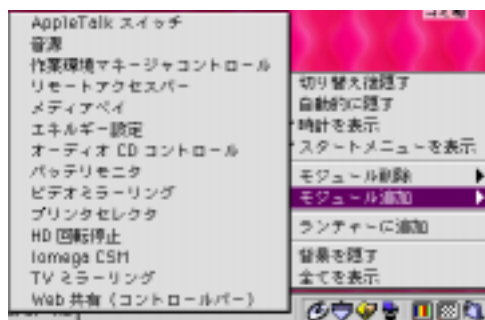 AppleTalk スイッチ
音源
作業環境マネージャコントロール
リモートアクセスバー
メディアベイ
エネルギー設定
オーディオ CD コントロール
バッテリモニタ
ビデオミラーリング
プリンタセレクタ
HD 回転停止
Iomega CSM
TV ミラーリング
Web 共有 (コントロールバー)
ゴミ箱
切り替え後隠す
自動的に隠す
時計を表示
スタートメニューを表示
モジュール削除
モジュール追加
ランチャーに追加
背景を隠す
全てを表示